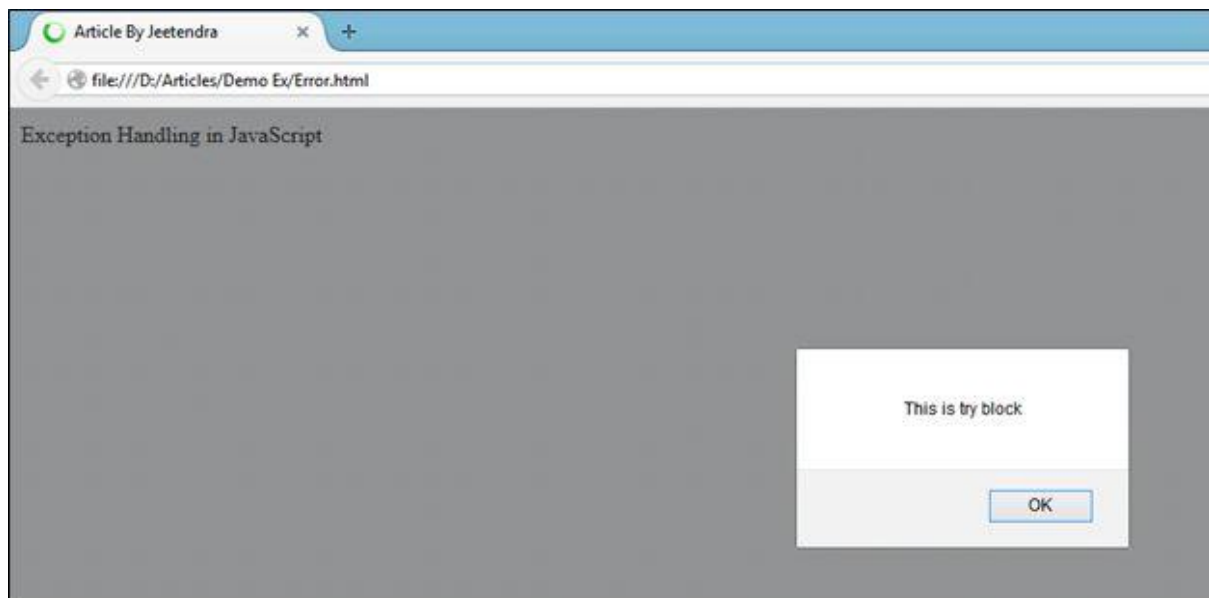 Article By Jeetendra
file:///D:/Articles/Demo Ex/Error.html
Exception Handling in JavaScript
This is try block
OK